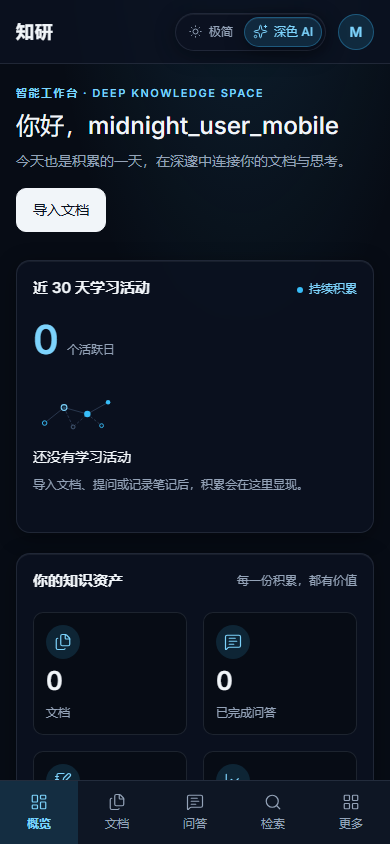 知研
极简
深色 AI
M
智能工作台 · DEEP KNOWLEDGE SPACE
你好，midnight_user_mobile
今天也是积累的一天，在深邃中连接你的文档与思考。
导入文档
近 30 天学习活动
持续积累
0 个活跃日
还没有学习活动
导入文档、提问或记录笔记后，积累会在这里显现。
你的知识资产
每一份积累，都有价值
0
文档
0
已完成问答
概览
文档
问答
检索
更多